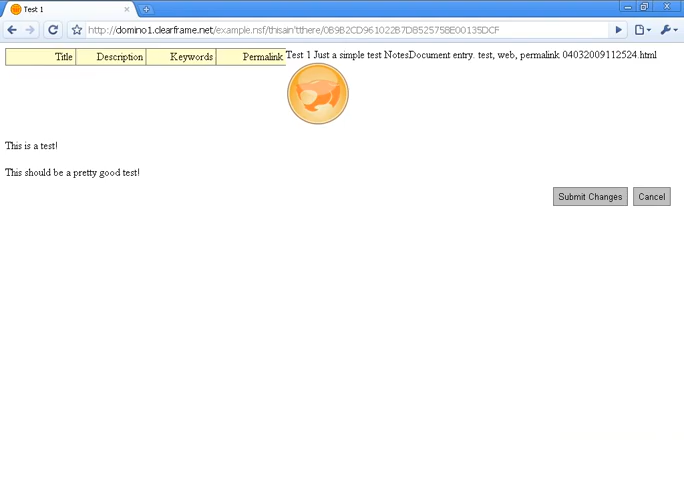 Test 1
http://domino1.clearframe.net/example.nsf/thisain'tthere/0B9B2CD961022B7D8525758E00135DCF
Title Description Keywords Permalink Test 1 Just a simple test NotesDocument entry. test, web, permalink 04032009112524.html
This is a test!
This should be a pretty good test!
Submit Changes Cancel